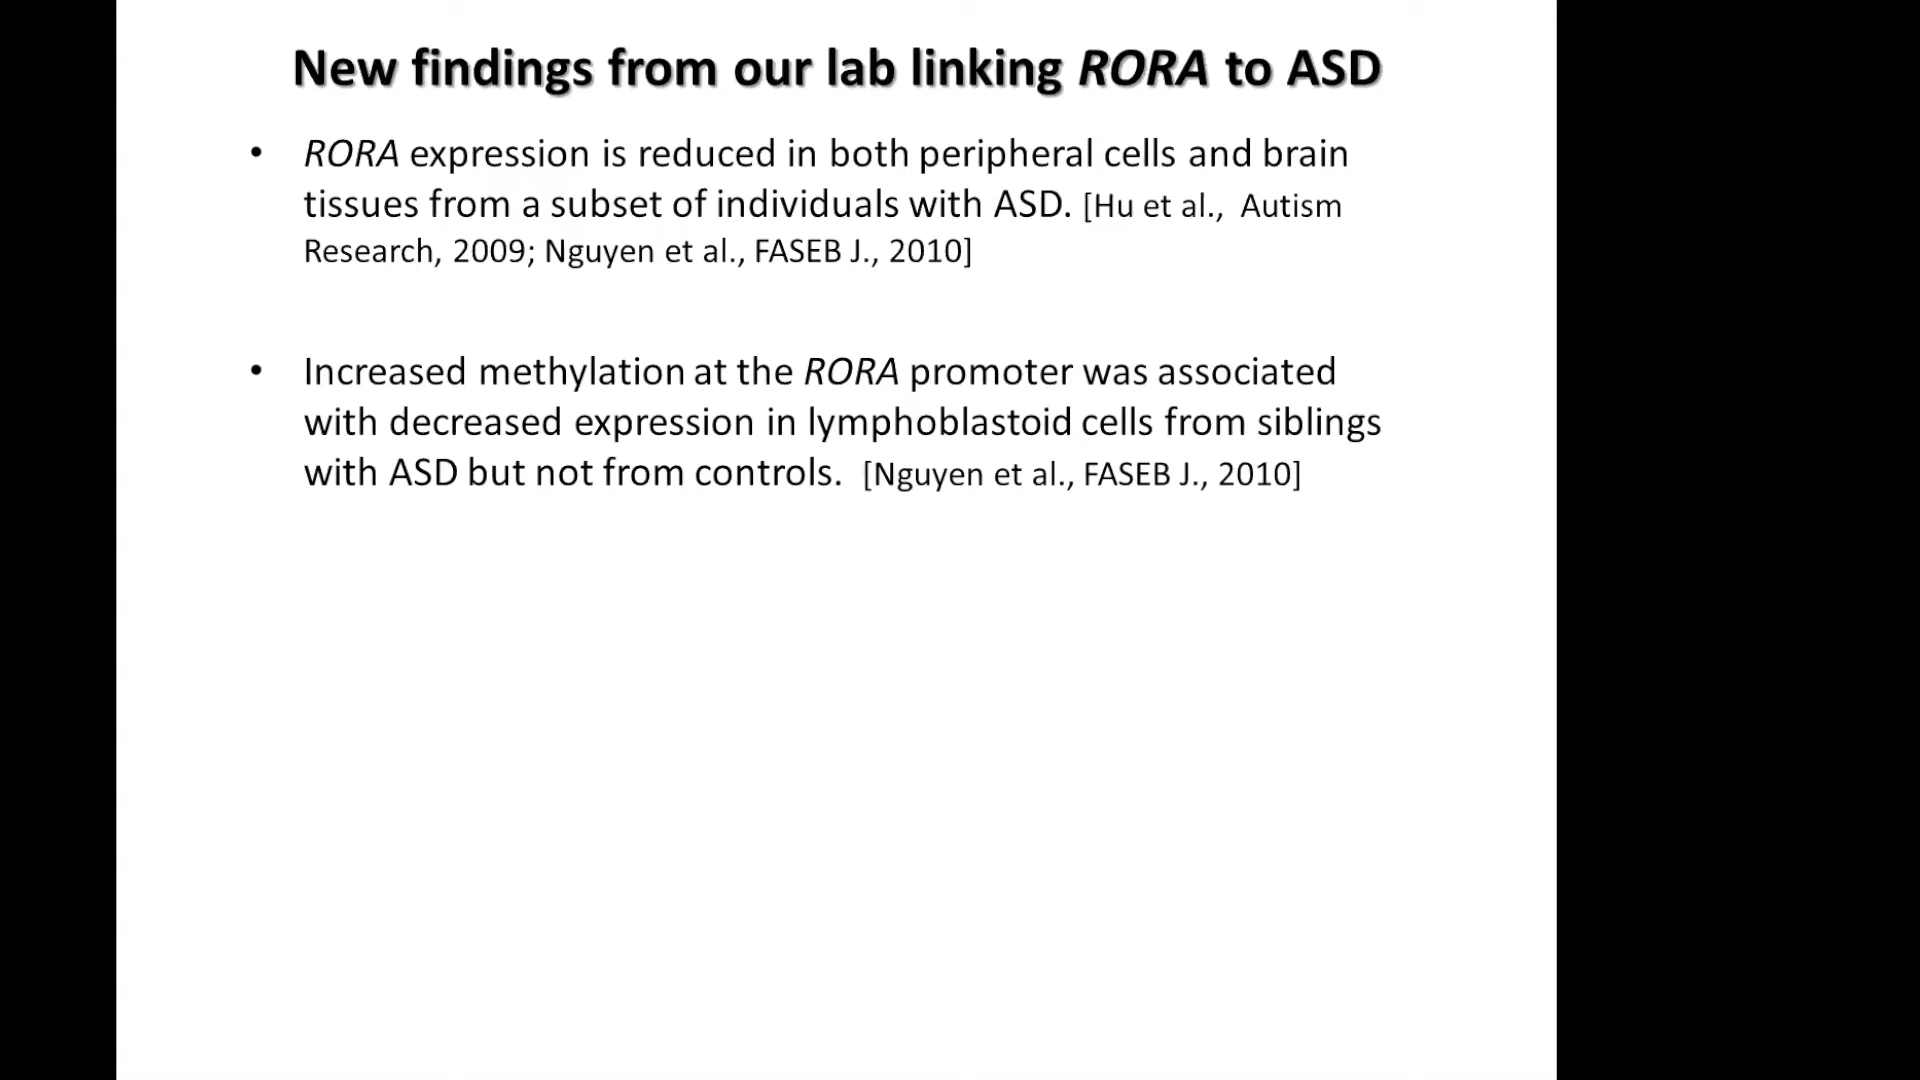 New findings from our lab linking RORA to ASD
• RORA expression is reduced in both peripheral cells and brain
tissues from a subset of individuals with ASD. [Hu et al., Autism
Research, 2009; Nguyen et al., FASEB J., 2010]
• Increased methylation at the RORA promoter was associated
with decreased expression in lymphoblastoid cells from siblings
with ASD but not from controls. [Nguyen et al., FASEB J., 2010]